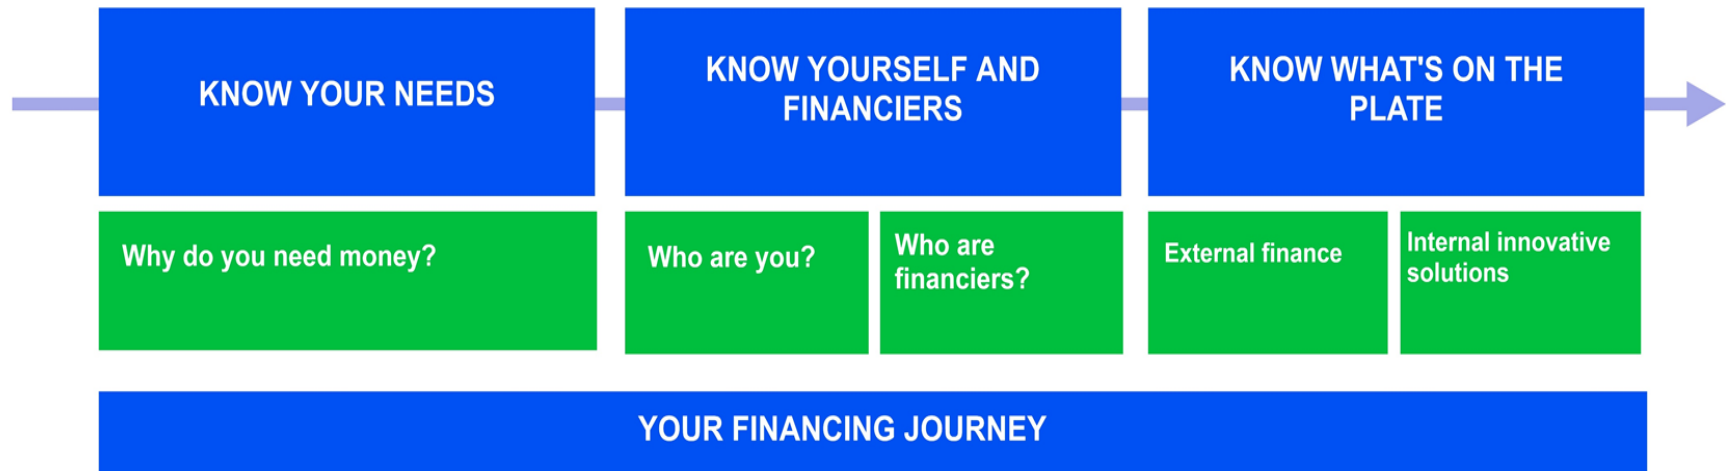 KNOW YOUR NEEDS
KNOW YOURSELF AND
FINANCIERS
KNOW WHAT'S ON THE
PLATE
Why do you need money?
Who are you?
Who are
financiers?
External finance
Internal innovative
solutions
YOUR FINANCING JOURNEY